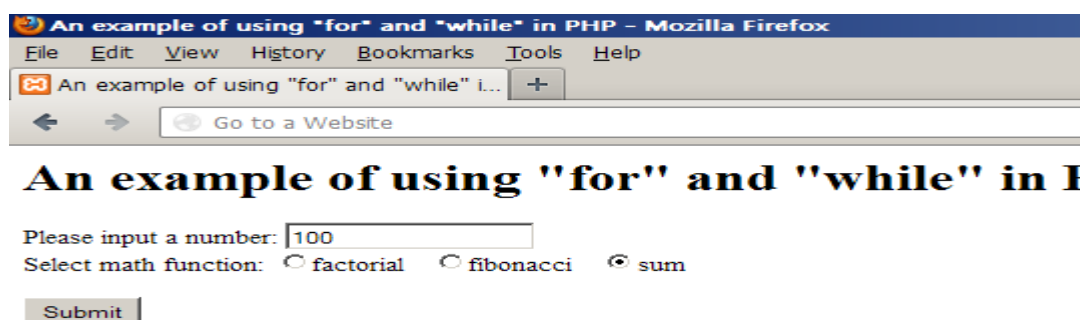 An example of using "for" and "while" in PHP - Mozilla Firefox
File Edit View History Bookmarks Tools Help
An example of using "for" and "while" i... +
Go to a Website
An example of using "for" and "while" in
Please input a number: 100
Select math function: factorial fibonacci sum
Submit